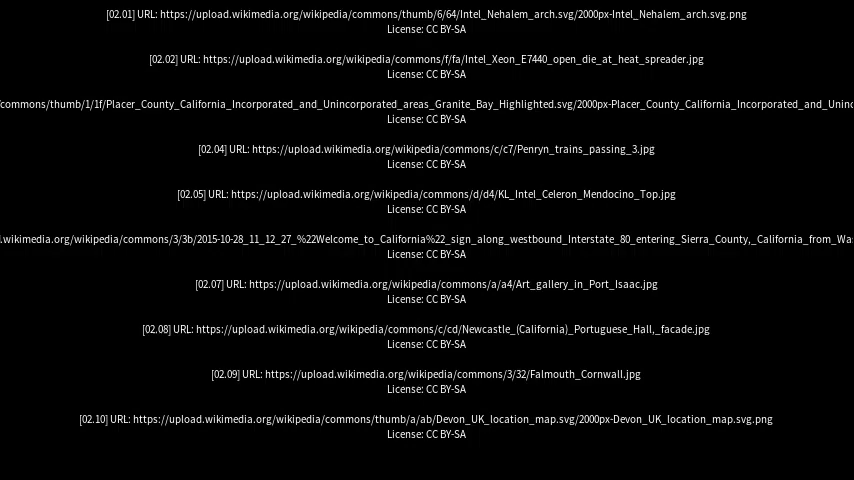 [02.01] URL: https://upload.wikimedia.org/wikipedia/commons/thumb/6/64/Intel_Nehalem_arch.svg/2000px-Intel_Nehalem_arch.svg.png
License: CC BY-SA
[02.02] URL: https://upload.wikimedia.org/wikipedia/commons/f/fa/Intel_Xeon_E7440_open_die_at_heat_spreader.jpg
License: CC BY-SA
/commons/thumb/1/1f/Placer_County_California_Incorporated_and_Unincorporated_areas_Granite_Bay_Highlighted.svg/2000px-Placer_County_California_Incorporated_and_Uninc
License: CC BY-SA
[02.04] URL: https://upload.wikimedia.org/wikipedia/commons/c/c7/Penryn_trains_passing_3.jpg
License: CC BY-SA
[02.05] URL: https://upload.wikimedia.org/wikipedia/commons/d/d4/KL_Intel_Celeron_Mendocino_Top.jpg
License: CC BY-SA
.wikimedia.org/wikipedia/commons/3/3b/2015-10-28_11_12_27_%22Welcome_to_California%22_sign_along_westbound_Interstate_80_entering_Sierra_County,_California_from_Was
License: CC BY-SA
[02.07] URL: https://upload.wikimedia.org/wikipedia/commons/a/a4/Art_gallery_in_Port_Isaac.jpg
License: CC BY-SA
[02.08] URL: https://upload.wikimedia.org/wikipedia/commons/c/cd/Newcastle_(California)_Portuguese_Hall,_facade.jpg
License: CC BY-SA
[02.09] URL: https://upload.wikimedia.org/wikipedia/commons/3/32/Falmouth_Cornwall.jpg
License: CC BY-SA
[02.10] URL: https://upload.wikimedia.org/wikipedia/commons/thumb/a/ab/Devon_UK_location_map.svg/2000px-Devon_UK_location_map.svg.png
License: CC BY-SA